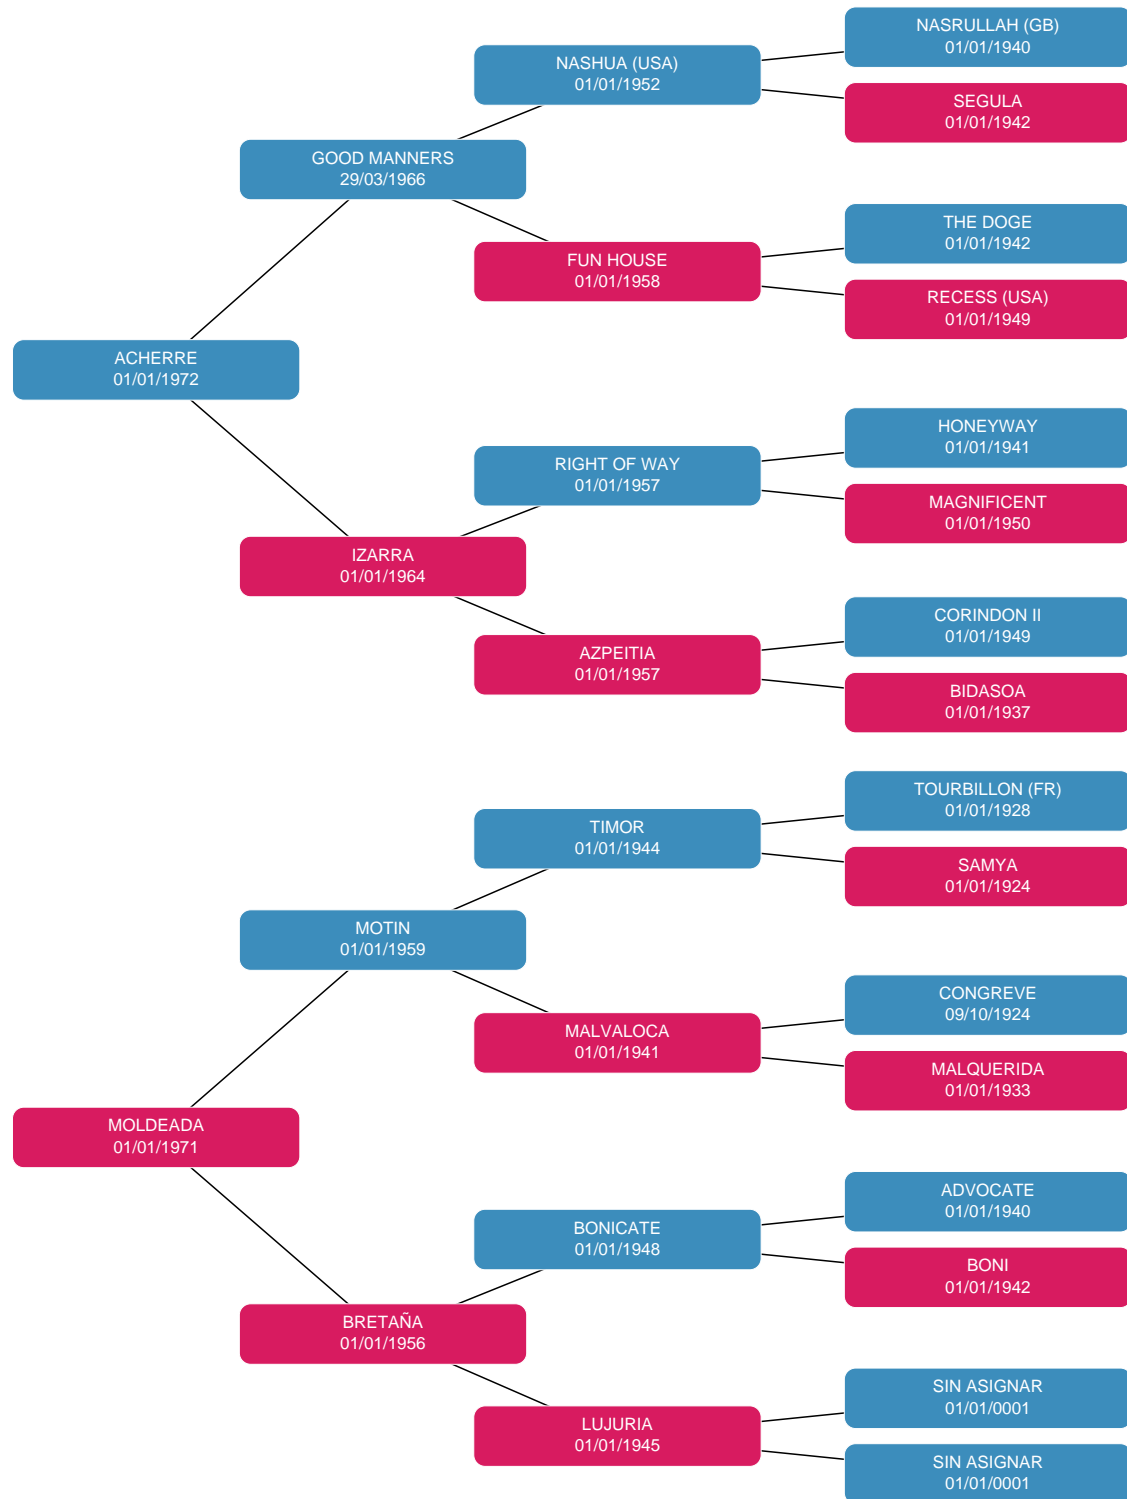 NASRULLAH (GB)
01/01/1940
NASHUA (USA)
01/01/1952
SEGULA
01/01/1942
GOOD MANNERS
29/03/1966
THE DOGE
01/01/1942
FUN HOUSE
01/01/1958
RECESS (USA)
01/01/1949
ACHERRE
01/01/1972
HONEYWAY
01/01/1941
RIGHT OF WAY
01/01/1957
MAGNIFICENT
01/01/1950
IZARRA
01/01/1964
CORINDON II
01/01/1949
AZPEITIA
01/01/1957
BIDASOA
01/01/1937
TOURBILLON (FR)
01/01/1928
TIMOR
01/01/1944
SAMYA
01/01/1924
MOTIN
01/01/1959
CONGREVE
09/10/1924
MALVALOCA
01/01/1941
MALQUERIDA
01/01/1933
MOLDEADA
01/01/1971
ADVOCATE
01/01/1940
BONICATE
01/01/1948
BONI
01/01/1942
BRETAÑA
01/01/1956
SIN ASIGNAR
01/01/0001
LUJURIA
01/01/1945
SIN ASIGNAR
01/01/0001